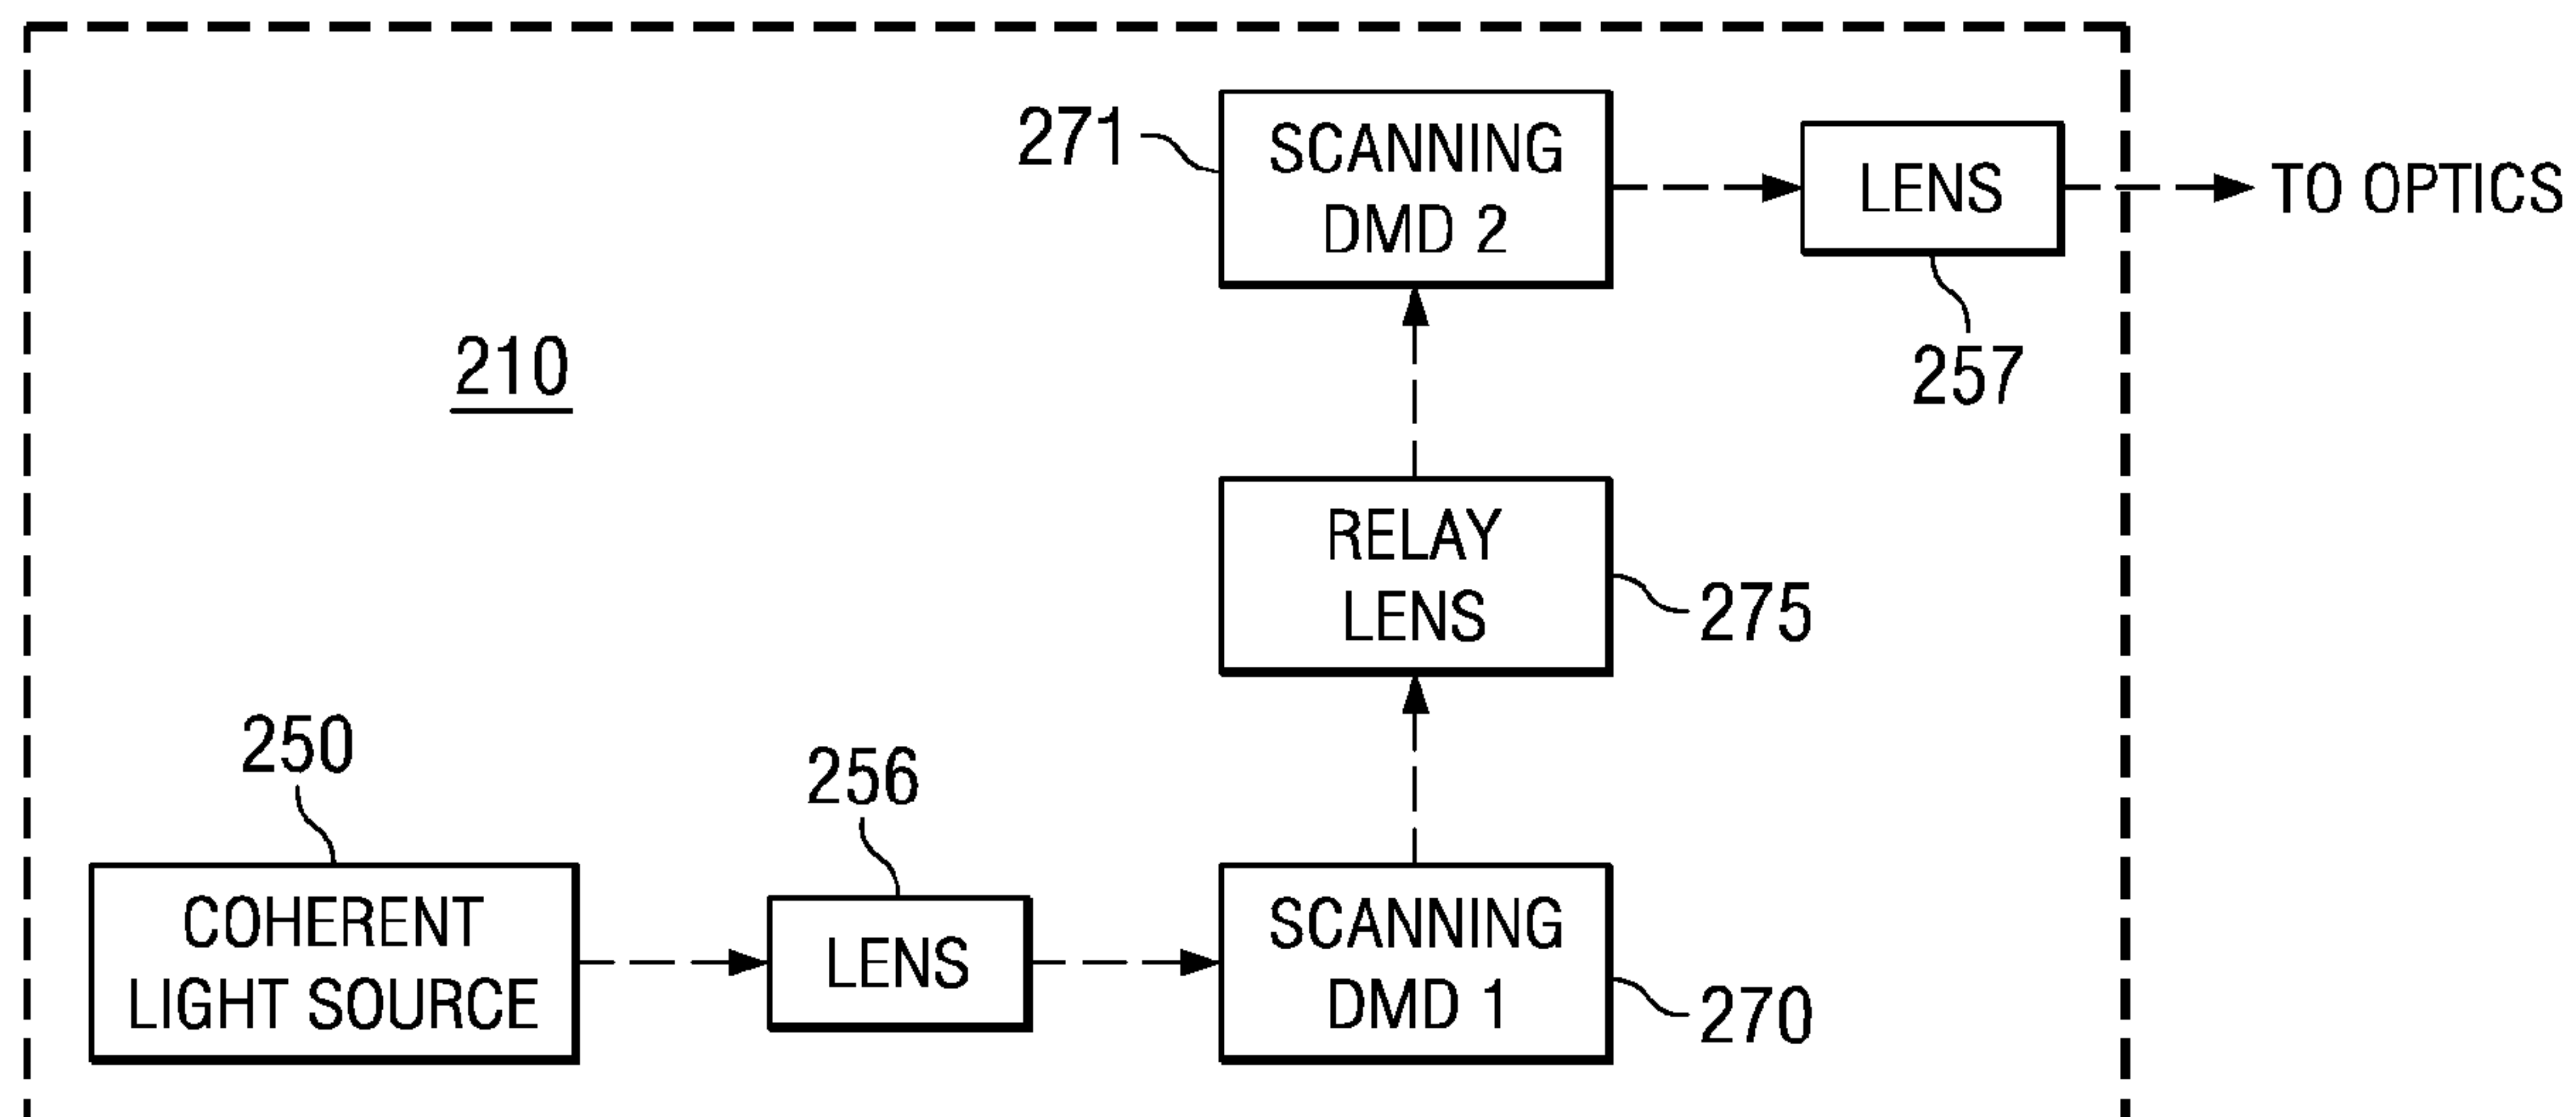 271
SCANNING
DMD 2
LENS
TO OPTICS
257
210
RELAY
LENS
275
250
COHERENT
LIGHT SOURCE
256
LENS
SCANNING
DMD 1
270